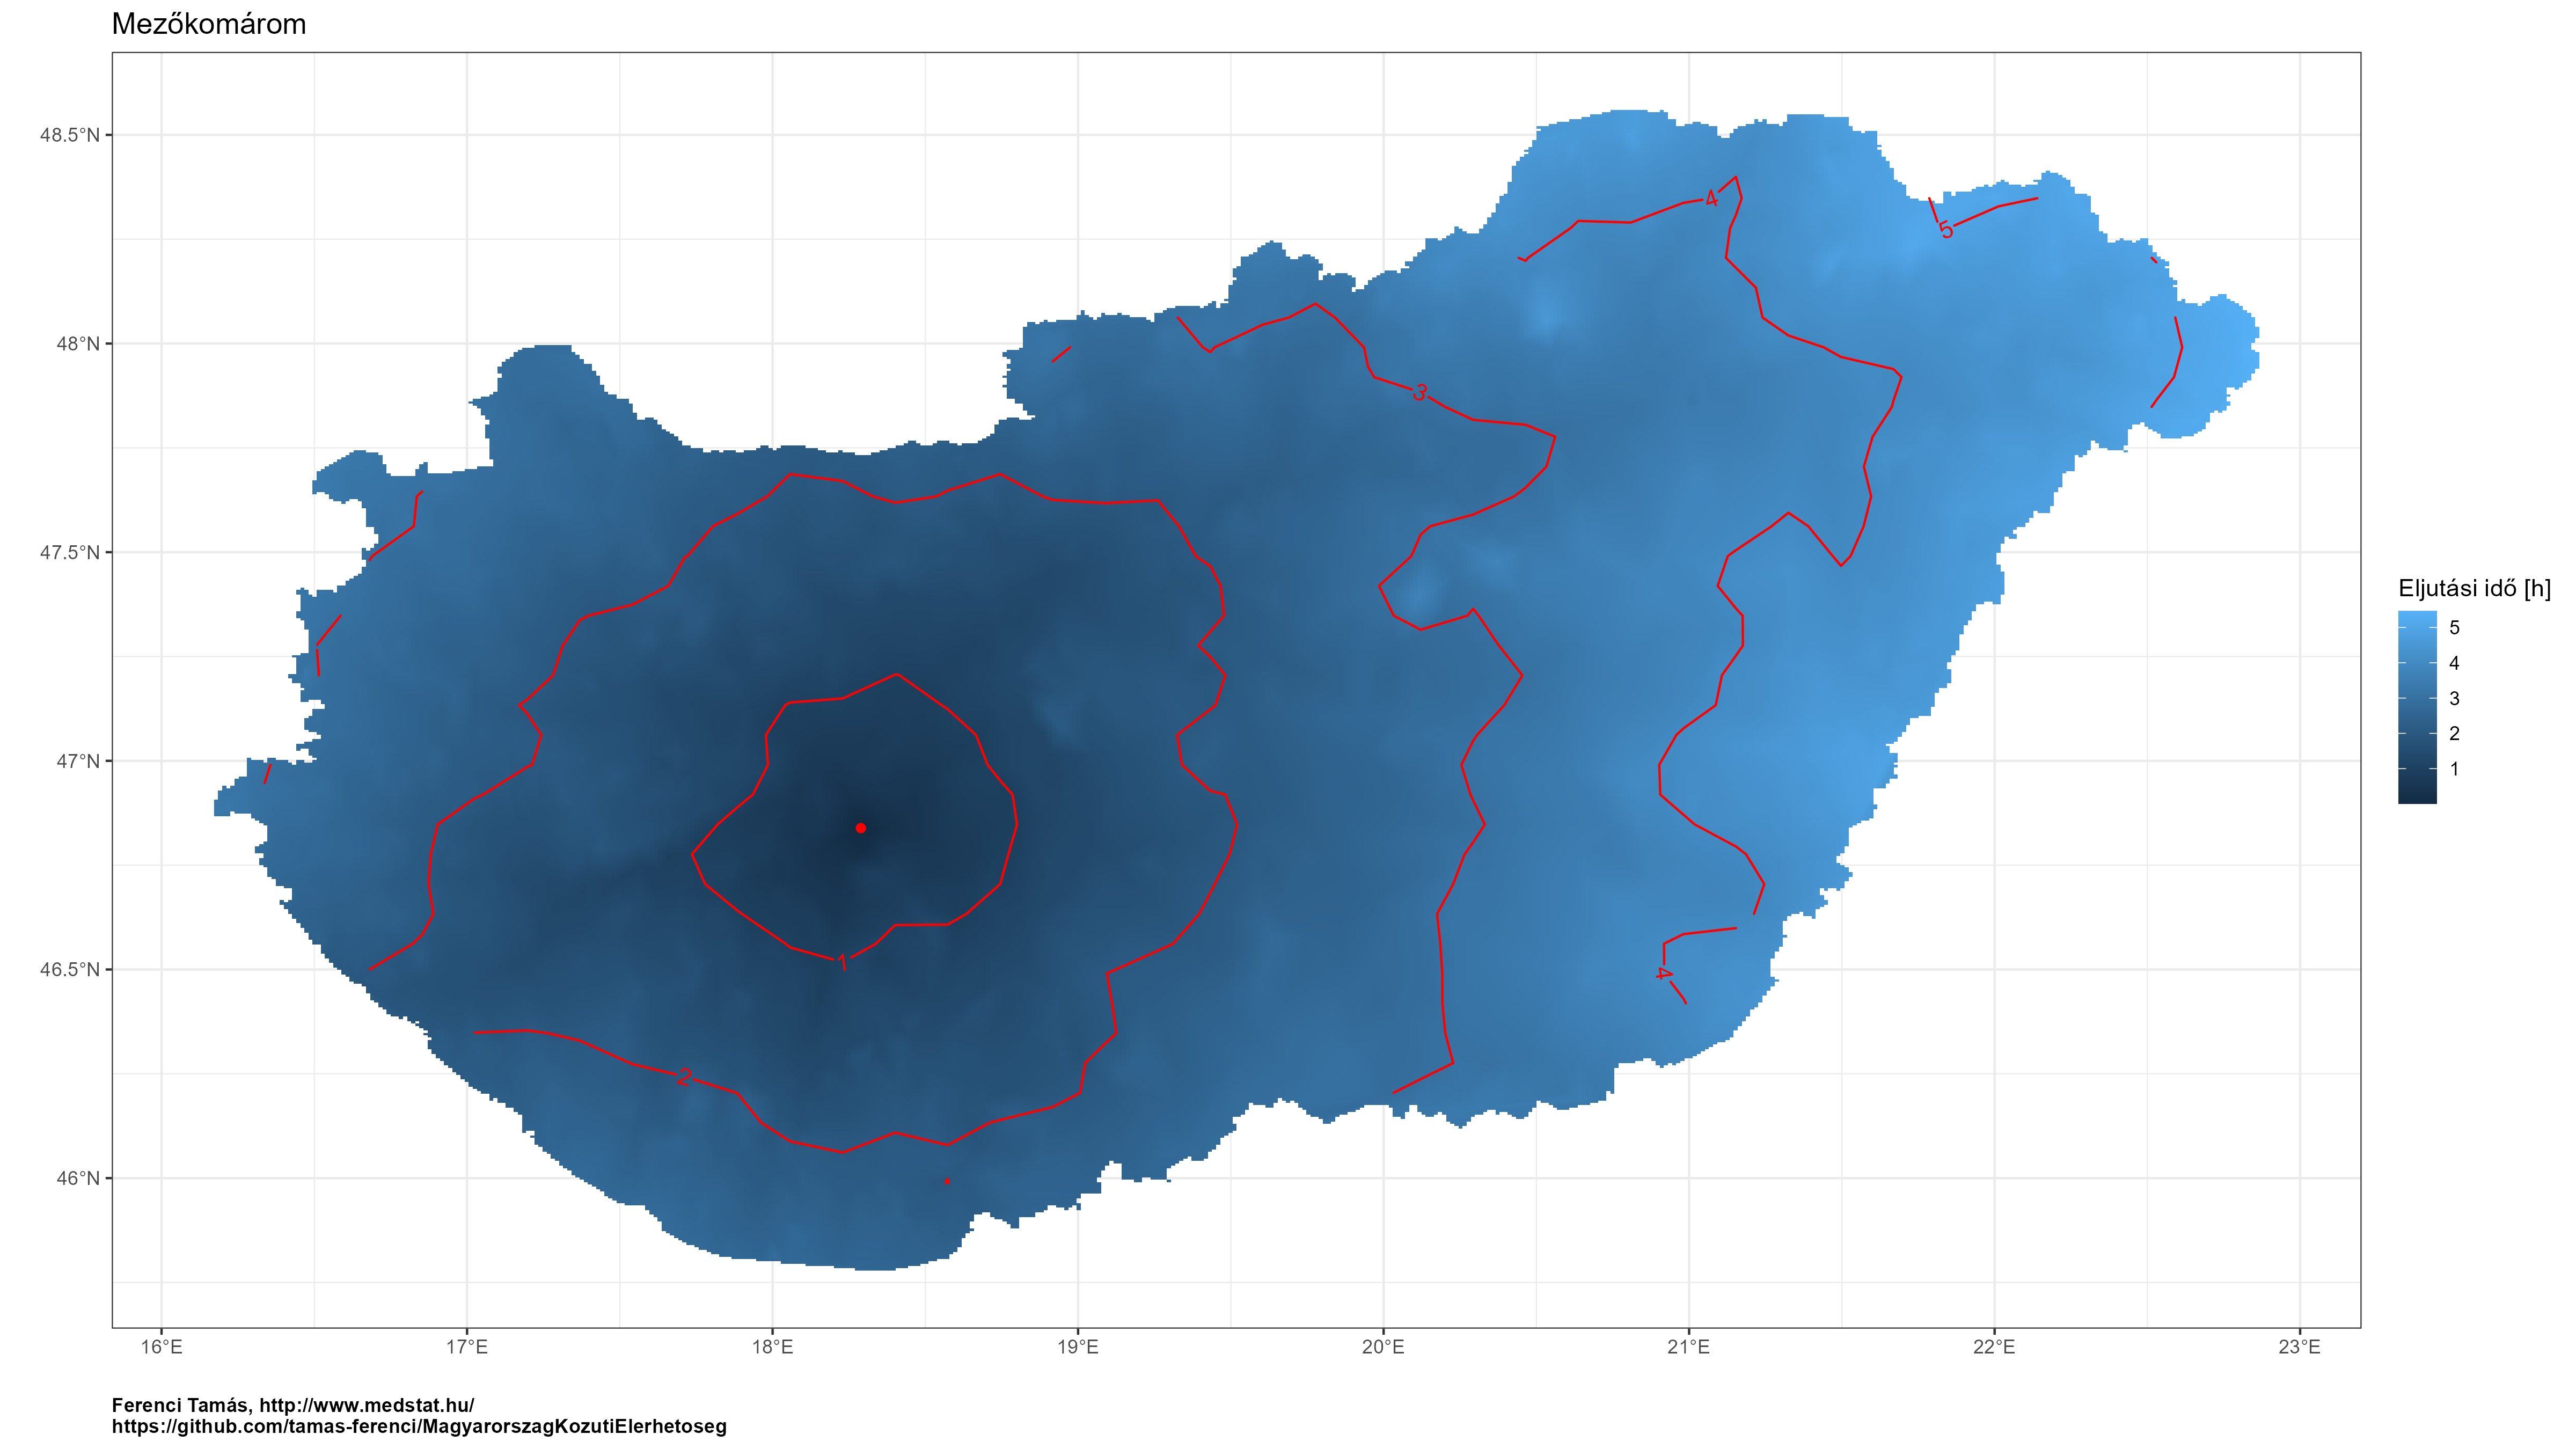 Mezőkomárom
48.5°N
48°N
47.5°N
47°N
46.5°N
46°N
16°E
17°E
18°E
19°E
20°E
21°E
22°E
23°E
4
5
3
1
4
2
Eljutási idő [h]
5
4
3
2
1
Ferenci Tamás, http://www.medstat.hu/
https://github.com/tamas-ferenci/MagyarorszagKozutiElerhetoseg